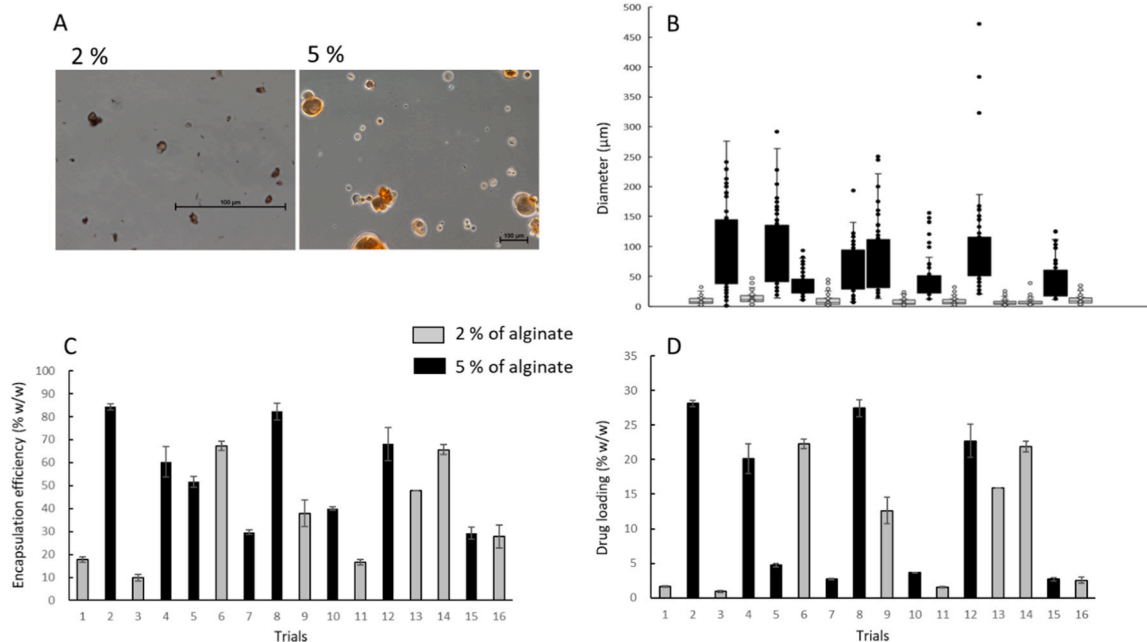 A
2 %
5 %
100 µm
100 µm
B
Diameter (µm)
500
450
400
350
300
250
200
150
100
50
0
2 % of alginate
5 % of alginate
C
Encapsulation efficiency (% w/w)
100
90
80
70
60
50
40
30
20
10
0
1 2 3 4 5 6 7 8 9 10 11 12 13 14 15 16
Trials
D
Drug loading (% w/w)
35
30
25
20
15
10
5
0
1 2 3 4 5 6 7 8 9 10 11 12 13 14 15 16
Trials